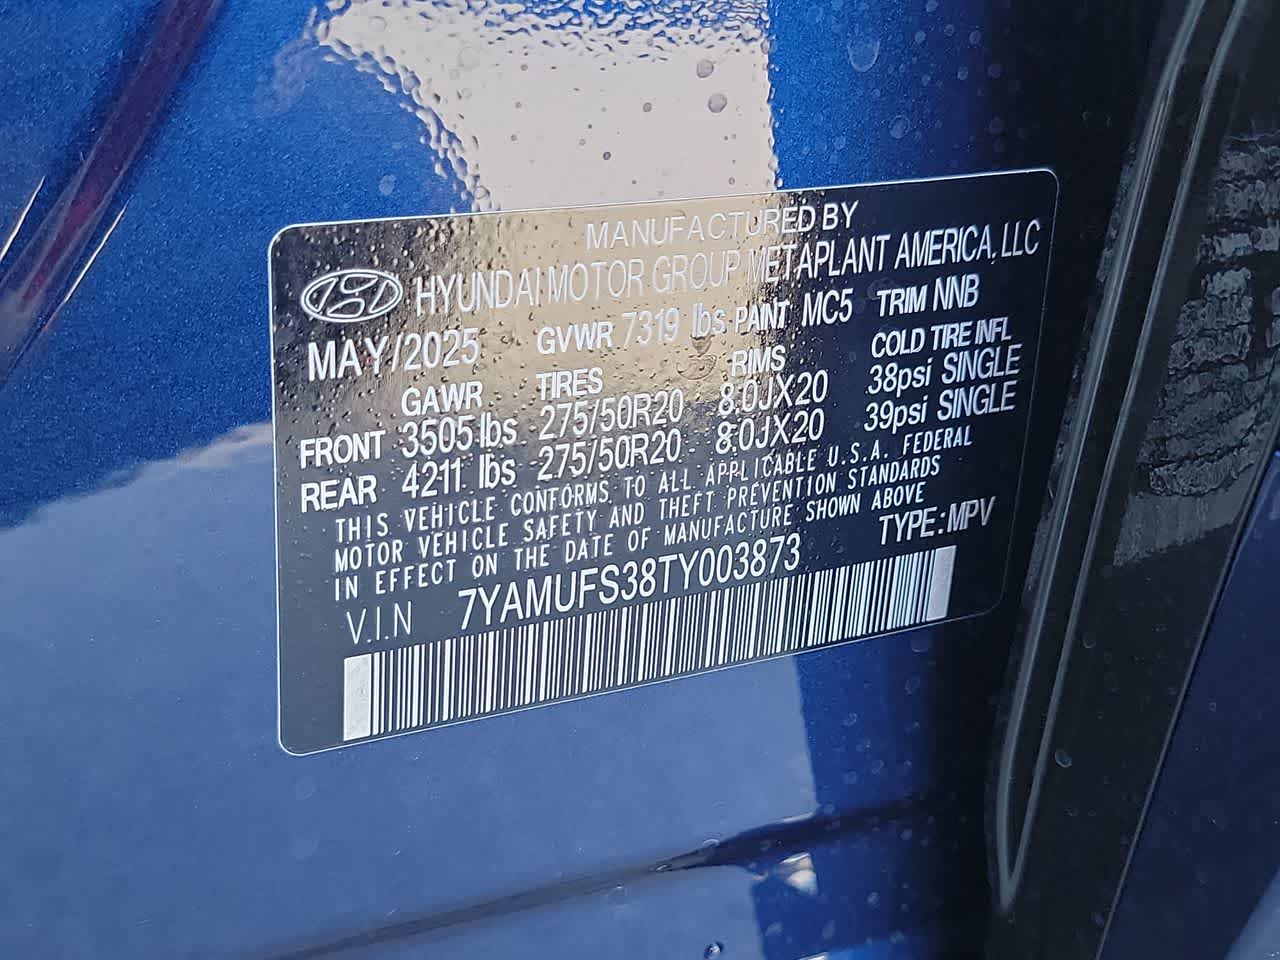 MANUFACTURED BY
HYUNDAI MOTOR GROUP METAPLANT AMERICA, LLC
MAY/2025 GVWR 7319 lbs PAINT MC5 TRIM NNB
GAWR TIRES RIMS COLD TIRE INFL
FRONT 3505 lbs 275/50R20 8.0JX20 38psi SINGLE
REAR 4211 lbs 275/50R20 8.0JX20 39psi SINGLE
THIS VEHICLE CONFORMS TO ALL APPLICABLE U.S.A. FEDERAL
MOTOR VEHICLE SAFETY AND THEFT PREVENTION STANDARDS
IN EFFECT ON THE DATE OF MANUFACTURE SHOWN ABOVE
V.I.N 7YAMUFS38TY003873 TYPE: MPV